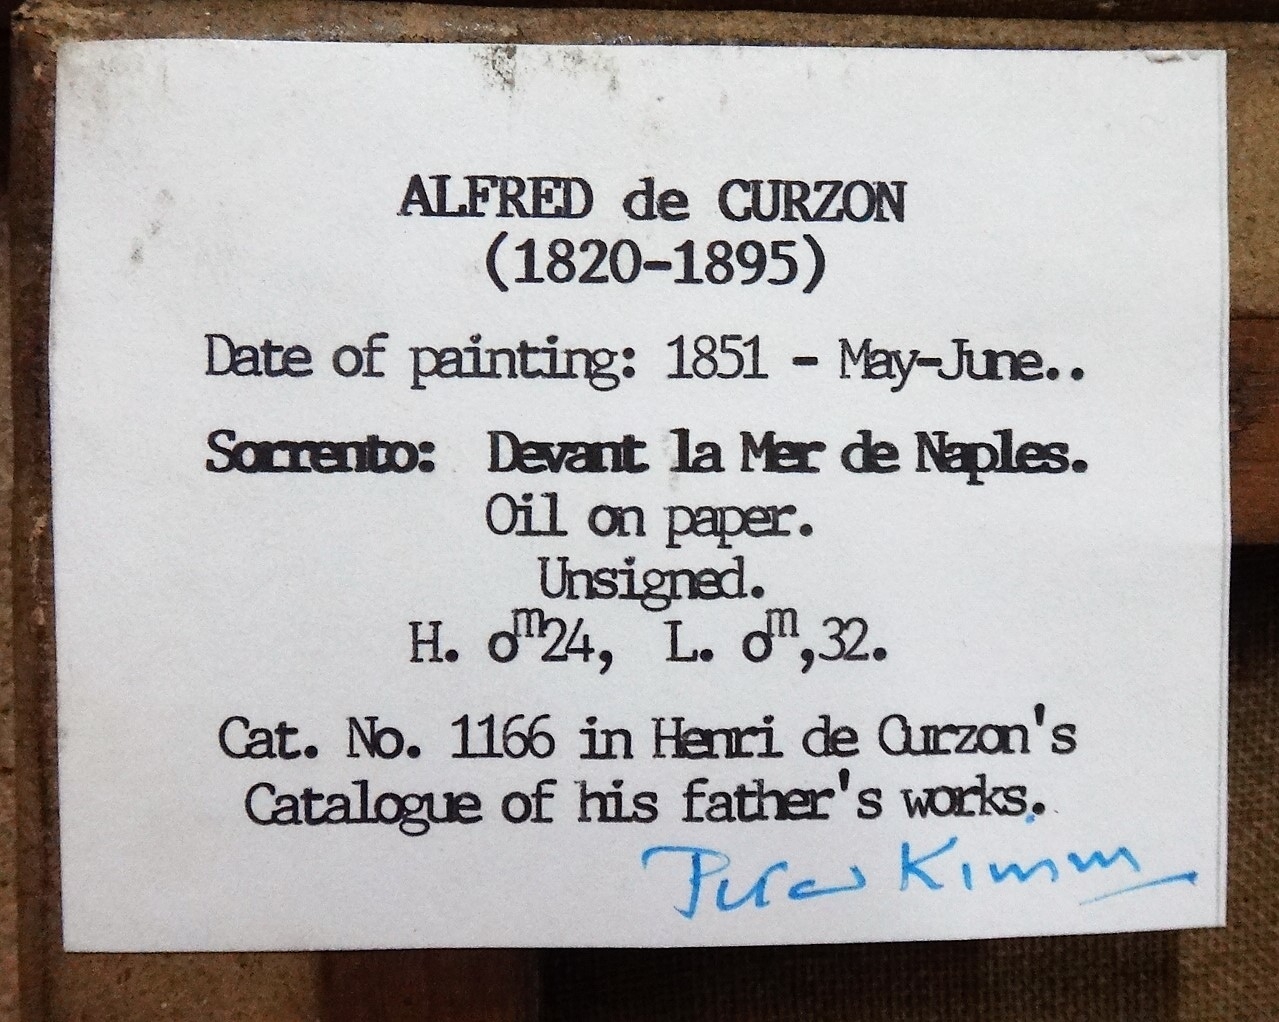 ALFRED de CURZON
(1820-1895)
Date of painting: 1851 - May-June..
Sorrento: Devant la Mer de Naples.
Oil on paper.
Unsigned.
H. oᵐ24, L. oᵐ,32.
Cat. No. 1166 in Henri de Curzon's
Catalogue of his father's works.
Peter